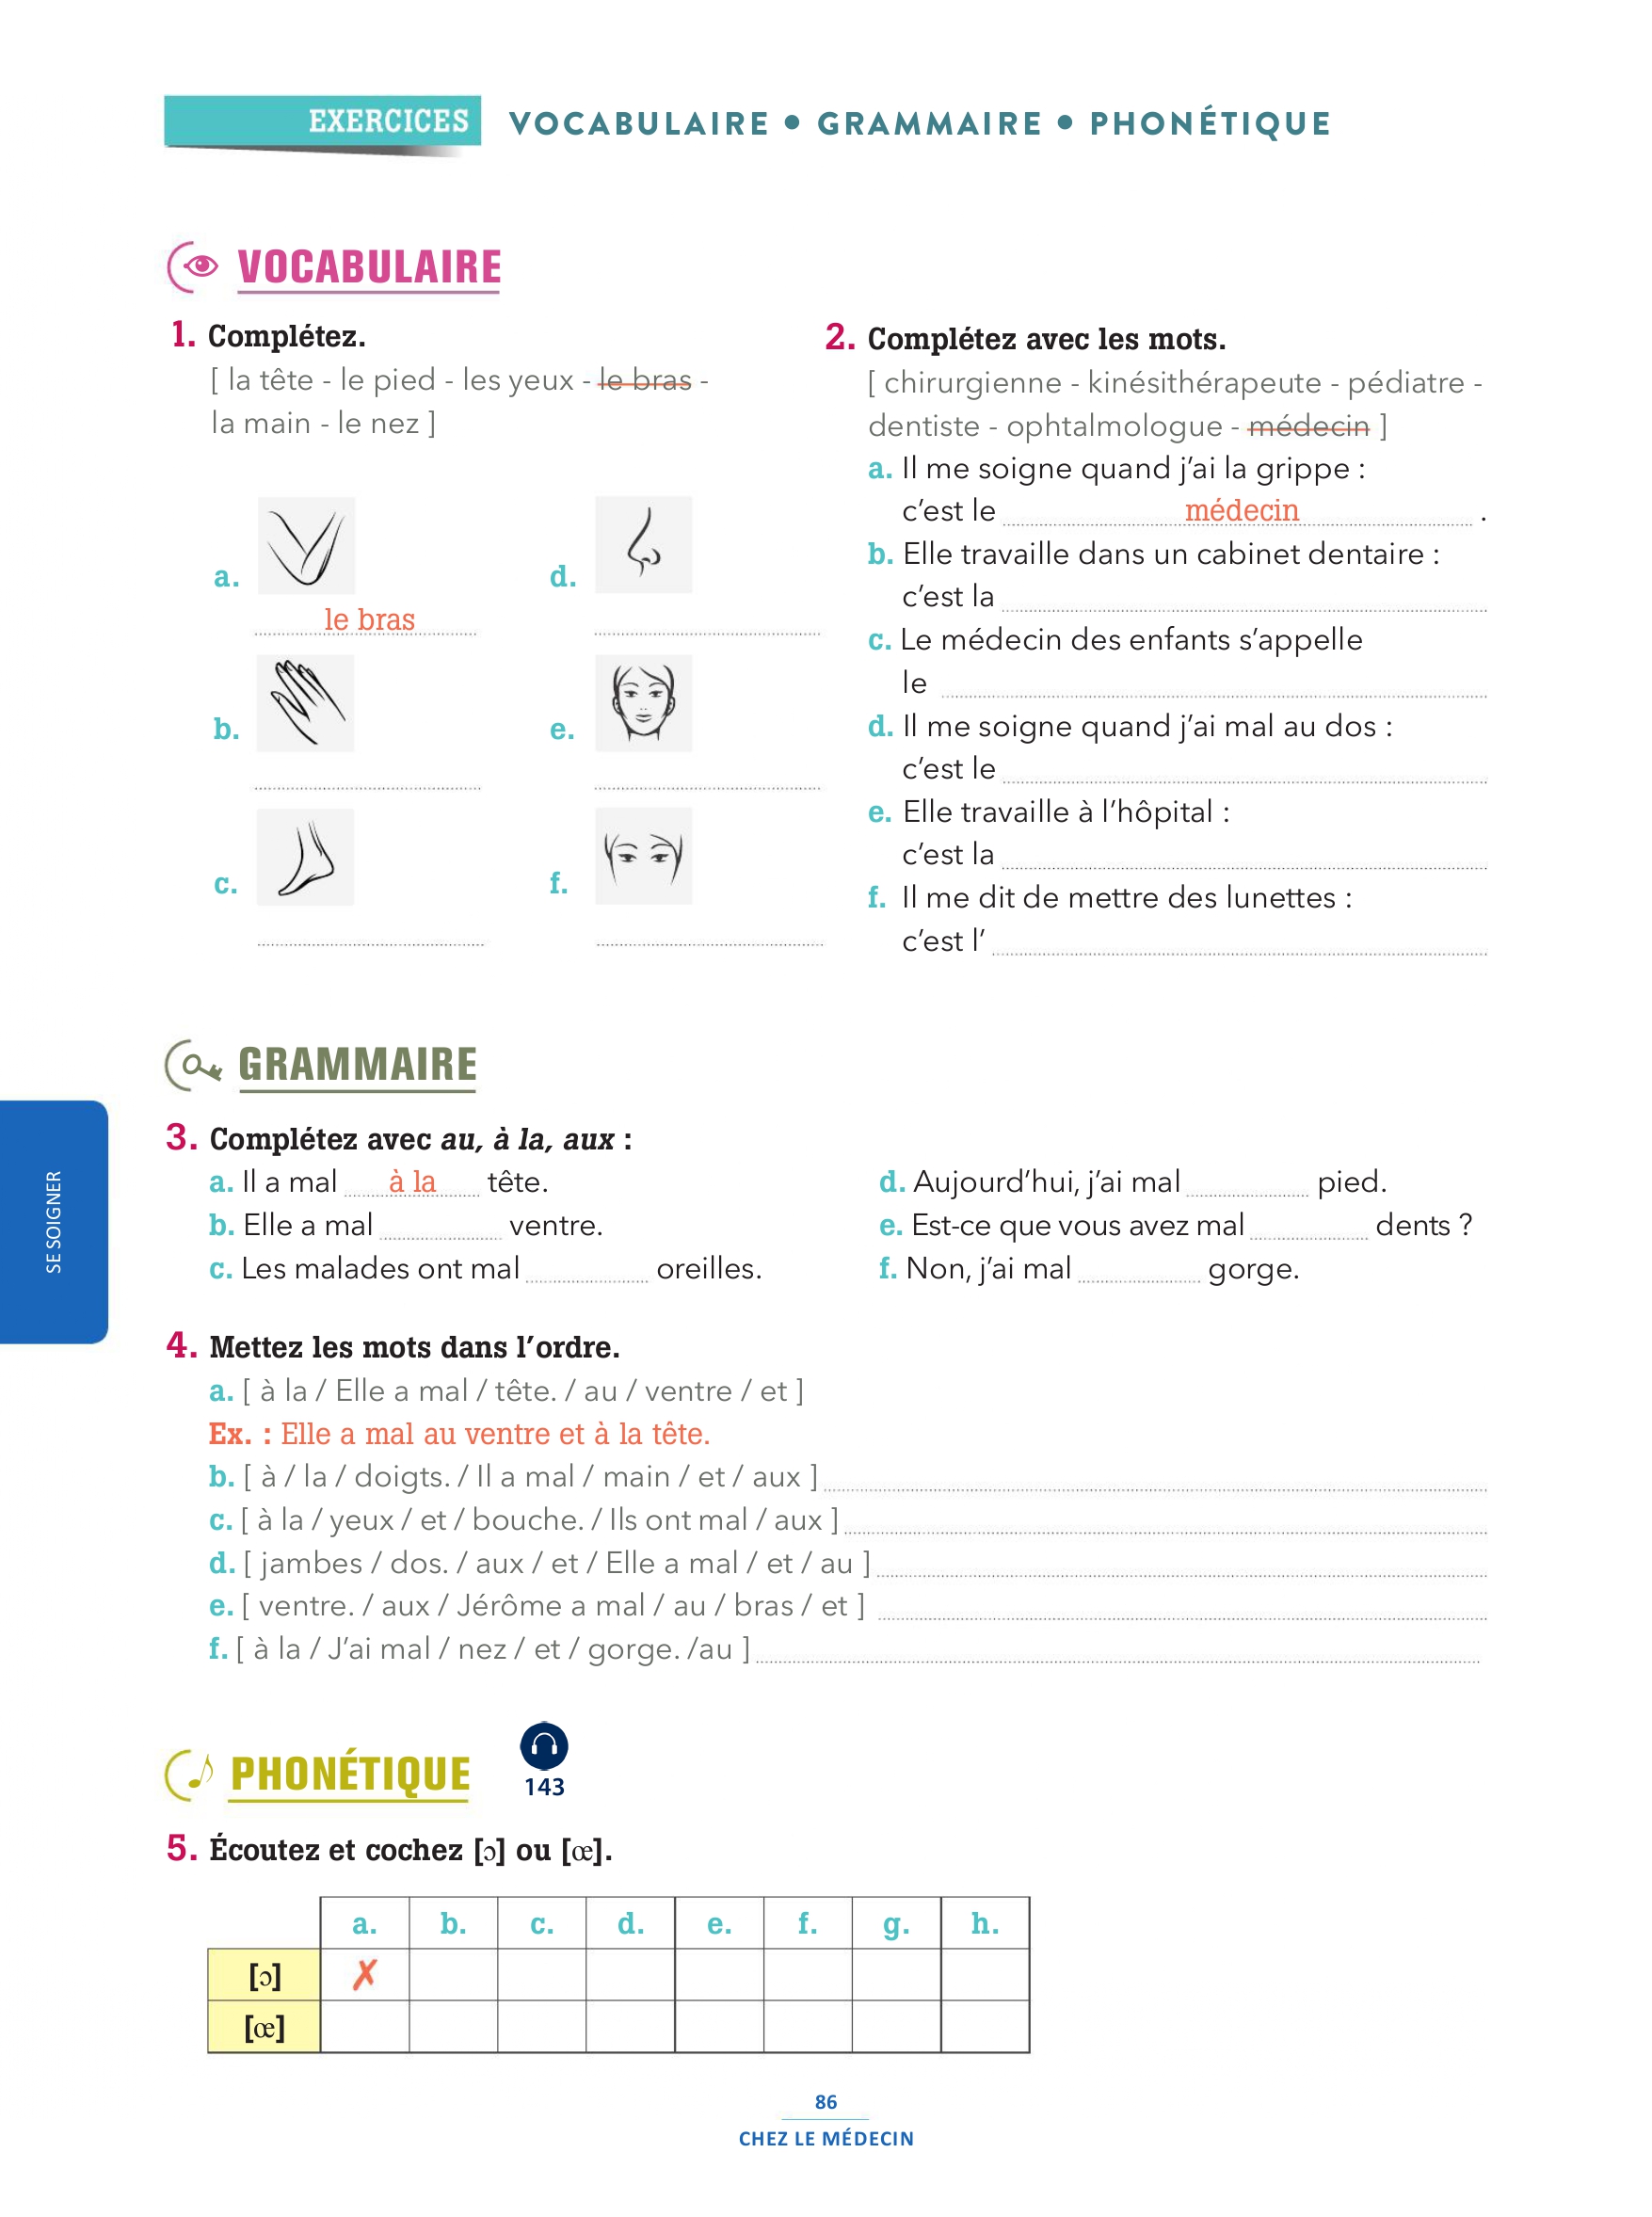 EXERCICES
VOCABULAIRE • GRAMMAIRE • PHONÉTIQUE
VOCABULAIRE
1. Complétez.
[ la tête - le pied - les yeux - le bras -
la main - le nez ]
a.
le bras
b.
c.
d.
e.
f.
2. Complétez avec les mots.
[ chirurgienne - kinésithérapeute - pédiatre -
dentiste - ophtalmologue - médecin ]
a. Il me soigne quand j’ai la grippe :
c’est le médecin .
b. Elle travaille dans un cabinet dentaire :
c’est la
c. Le médecin des enfants s’appelle
le
d. Il me soigne quand j’ai mal au dos :
c’est le
e. Elle travaille à l’hôpital :
c’est la
f. Il me dit de mettre des lunettes :
c’est l’
GRAMMAIRE
3. Complétez avec au, à la, aux :
a. Il a mal à la tête.
b. Elle a mal ventre.
c. Les malades ont mal oreilles.
d. Aujourd’hui, j’ai mal pied.
e. Est-ce que vous avez mal dents ?
f. Non, j’ai mal gorge.
SE SOIGNER
4. Mettez les mots dans l’ordre.
a. [ à la / Elle a mal / tête. / au / ventre / et ]
Ex. : Elle a mal au ventre et à la tête.
b. [ à / la / doigts. / Il a mal / main / et / aux ]
c. [ à la / yeux / et / bouche. / Ils ont mal / aux ]
d. [ jambes / dos. / aux / et / Elle a mal / et / au ]
e. [ ventre. / aux / Jérôme a mal / au / bras / et ]
f. [ à la / J’ai mal / nez / et / gorge. /au ]
PHONÉTIQUE
143
5. Écoutez et cochez [ɔ] ou [œ].
a. b. c. d. e. f. g. h.
[ɔ] ✗
[œ]
86
CHEZ LE MÉDECIN